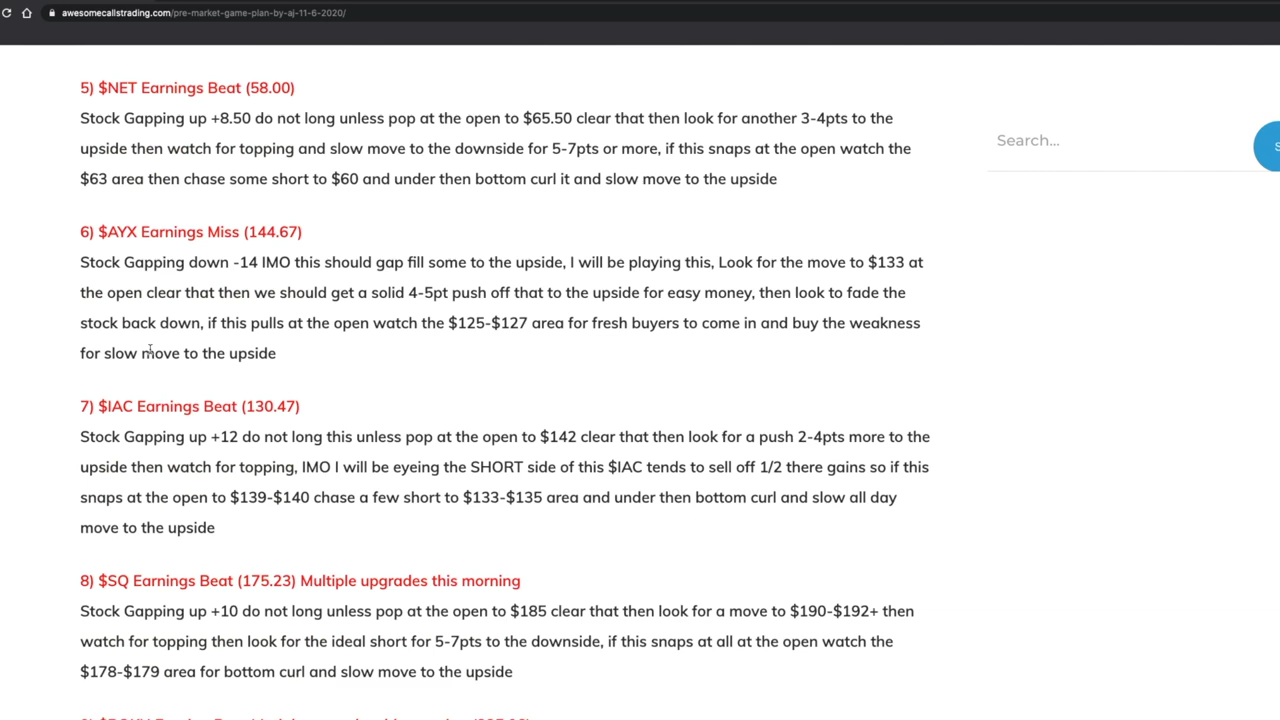 awesomecallstrading.com/pre-market-game-plan-by-aj-11-6-2020/
5) $NET Earnings Beat (58.00)
Stock Gapping up +8.50 do not long unless pop at the open to $65.50 clear that then look for another 3-4pts to the
upside then watch for topping and slow move to the downside for 5-7pts or more, if this snaps at the open watch the
$63 area then chase some short to $60 and under then bottom curl it and slow move to the upside
Search...
6) $AYX Earnings Miss (144.67)
Stock Gapping down -14 IMO this should gap fill some to the upside, I will be playing this, Look for the move to $133 at
the open clear that then we should get a solid 4-5pt push off that to the upside for easy money, then look to fade the
stock back down, if this pulls at the open watch the $125-$127 area for fresh buyers to come in and buy the weakness
for slow move to the upside
7) $IAC Earnings Beat (130.47)
Stock Gapping up +12 do not long this unless pop at the open to $142 clear that then look for a push 2-4pts more to the
upside then watch for topping, IMO I will be eyeing the SHORT side of this $IAC tends to sell off 1/2 there gains so if this
snaps at the open to $139-$140 chase a few short to $133-$135 area and under then bottom curl and slow all day
move to the upside
8) $SQ Earnings Beat (175.23) Multiple upgrades this morning
Stock Gapping up +10 do not long unless pop at the open to $185 clear that then look for a move to $190-$192+ then
watch for topping then look for the ideal short for 5-7pts to the downside, if this snaps at all at the open watch the
$178-$179 area for bottom curl and slow move to the upside